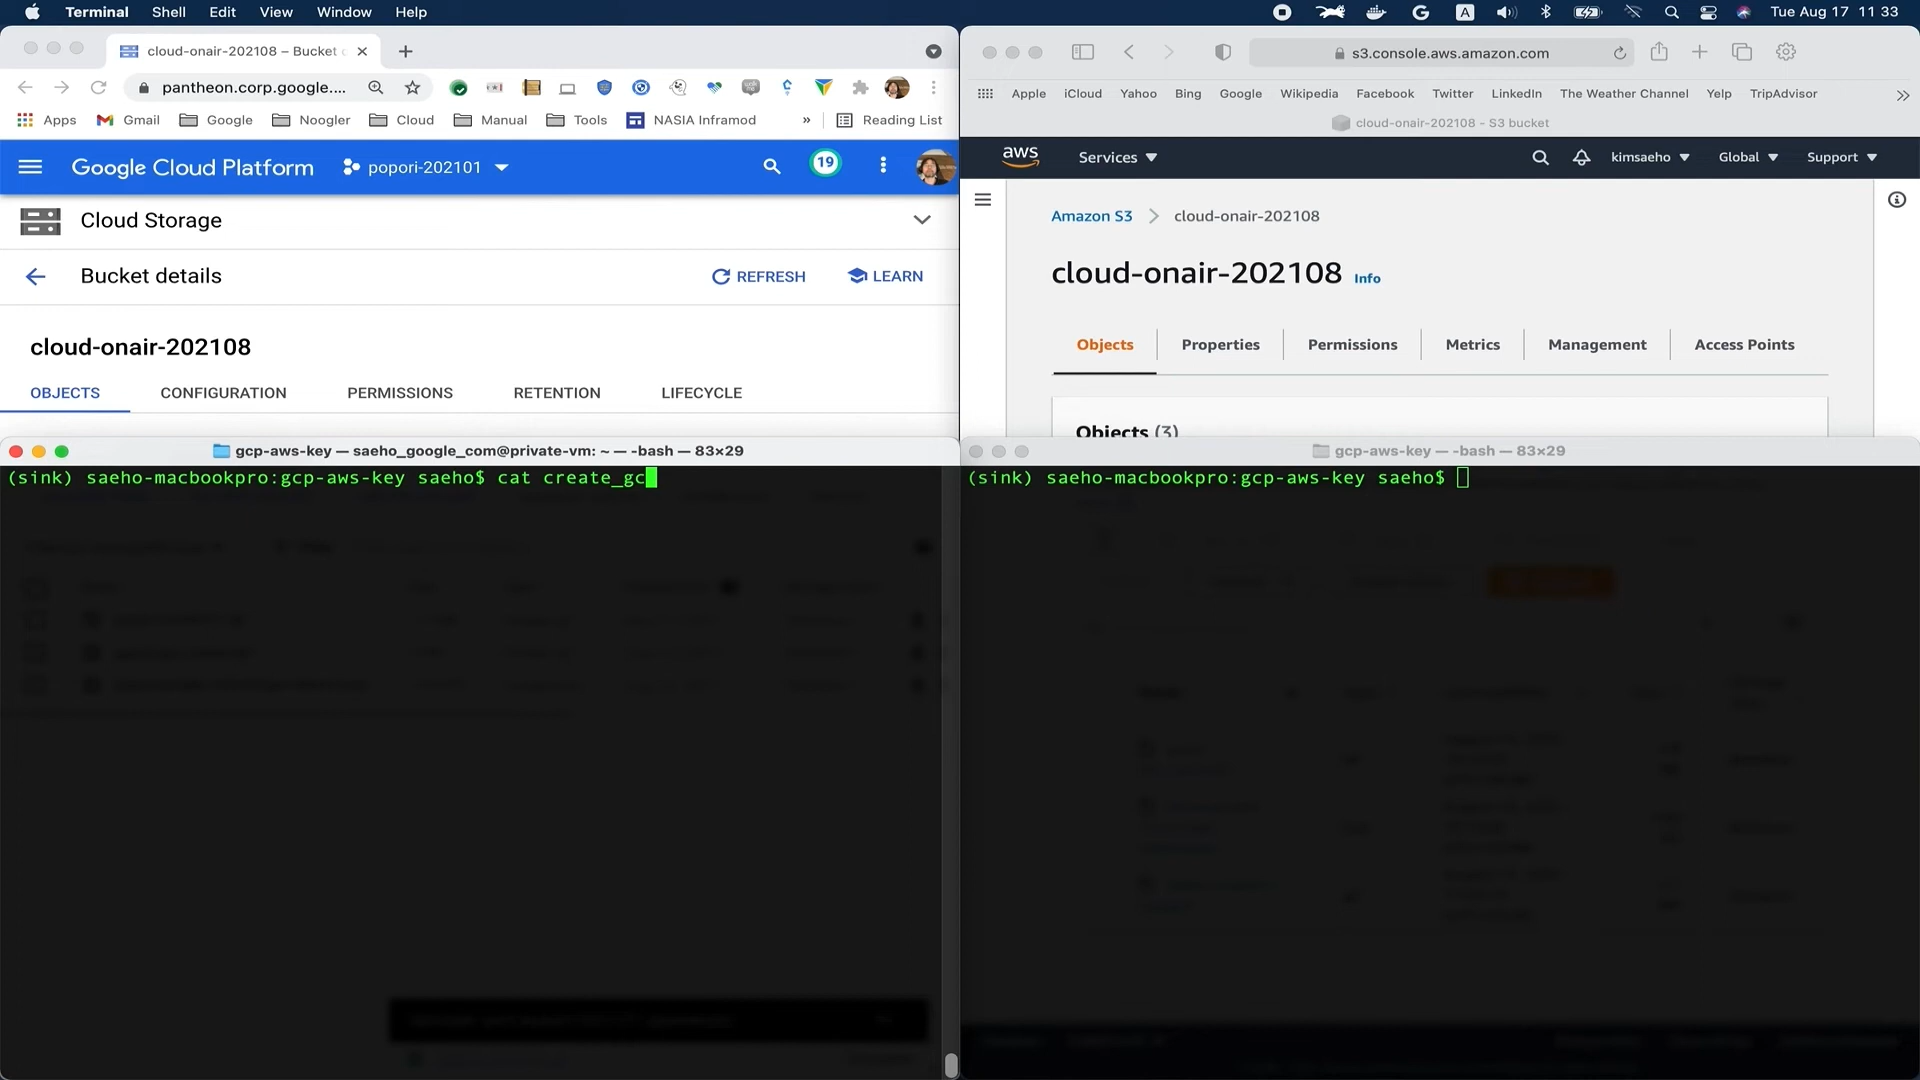 Terminal Shell Edit View Window Help
A Tue Aug 17 11 33
cloud-onair-202108 – Bucket
pantheon.corp.google....
Apps Gmail Google Noogler Cloud Manual Tools NASIA Inframod » Reading List
Google Cloud Platform popori-202101 19
Cloud Storage
Bucket details REFRESH LEARN
cloud-onair-202108
OBJECTS CONFIGURATION PERMISSIONS RETENTION LIFECYCLE
s3.console.aws.amazon.com
Apple iCloud Yahoo Bing Google Wikipedia Facebook Twitter LinkedIn The Weather Channel Yelp TripAdvisor
cloud-onair-202108 - S3 bucket
aws Services kimsaeho Global Support
Amazon S3 > cloud-onair-202108
cloud-onair-202108 Info
Objects Properties Permissions Metrics Management Access Points
Objects (3)
gcp-aws-key — saeho_google_com@private-vm: ~ — -bash — 83×29
(sink) saeho-macbookpro:gcp-aws-key saeho$ cat create_gc
gcp-aws-key — -bash — 83×29
(sink) saeho-macbookpro:gcp-aws-key saeho$